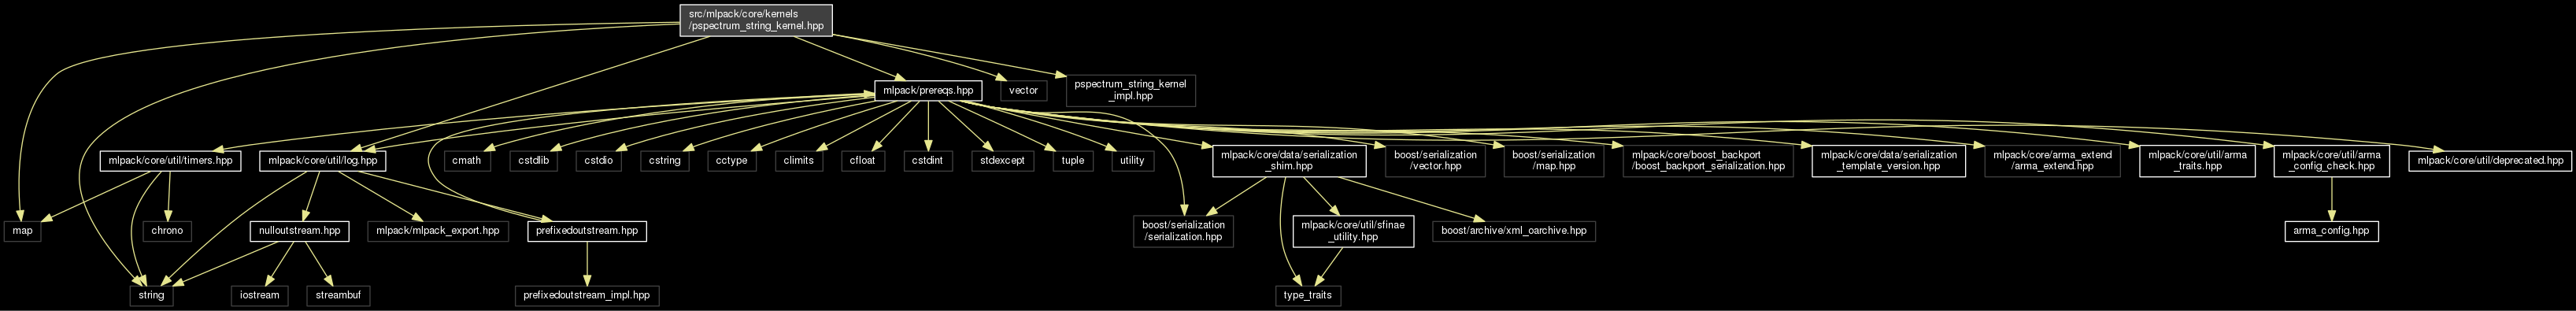 src/mlpack/core/kernels
/pspectrum_string_kernel.hpp
mlpack/prereqs.hpp
vector
pspectrum_string_kernel
_impl.hpp
mlpack/core/util/timers.hpp
mlpack/core/util/log.hpp
cmath
cstdlib
cstdio
cstring
cctype
climits
cfloat
cstdint
stdexcept
tuple
utility
mlpack/core/data/serialization
_shim.hpp
boost/serialization
/vector.hpp
boost/serialization
/map.hpp
mlpack/core/boost_backport
/boost_backport_serialization.hpp
mlpack/core/data/serialization
_template_version.hpp
mlpack/core/arma_extend
/arma_extend.hpp
mlpack/core/util/arma
_traits.hpp
mlpack/core/util/arma
_config_check.hpp
mlpack/core/util/deprecated.hpp
map
chrono
nulloutstream.hpp
mlpack/mlpack_export.hpp
prefixedoutstream.hpp
boost/serialization
/serialization.hpp
mlpack/core/util/sfinae
_utility.hpp
boost/archive/xml_oarchive.hpp
arma_config.hpp
string
iostream
streambuf
prefixedoutstream_impl.hpp
type_traits